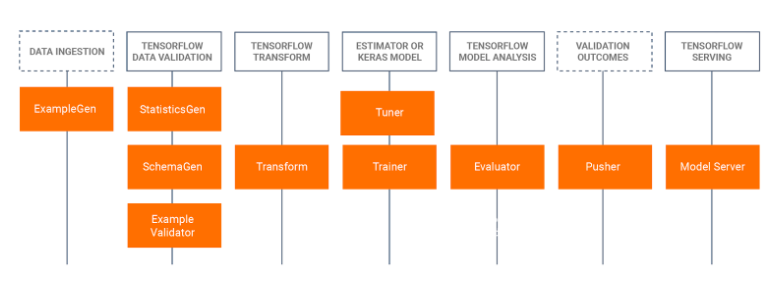 DATA INGESTION
TENSORFLOW
DATA VALIDATION
TENSORFLOW
TRANSFORM
ESTIMATOR OR
KERAS MODEL
TENSORFLOW
MODEL ANALYSIS
VALIDATION
OUTCOMES
TENSORFLOW
SERVING
ExampleGen
StatisticsGen
Tuner
SchemaGen
Transform
Trainer
Evaluator
Pusher
Model Server
Example
Validator